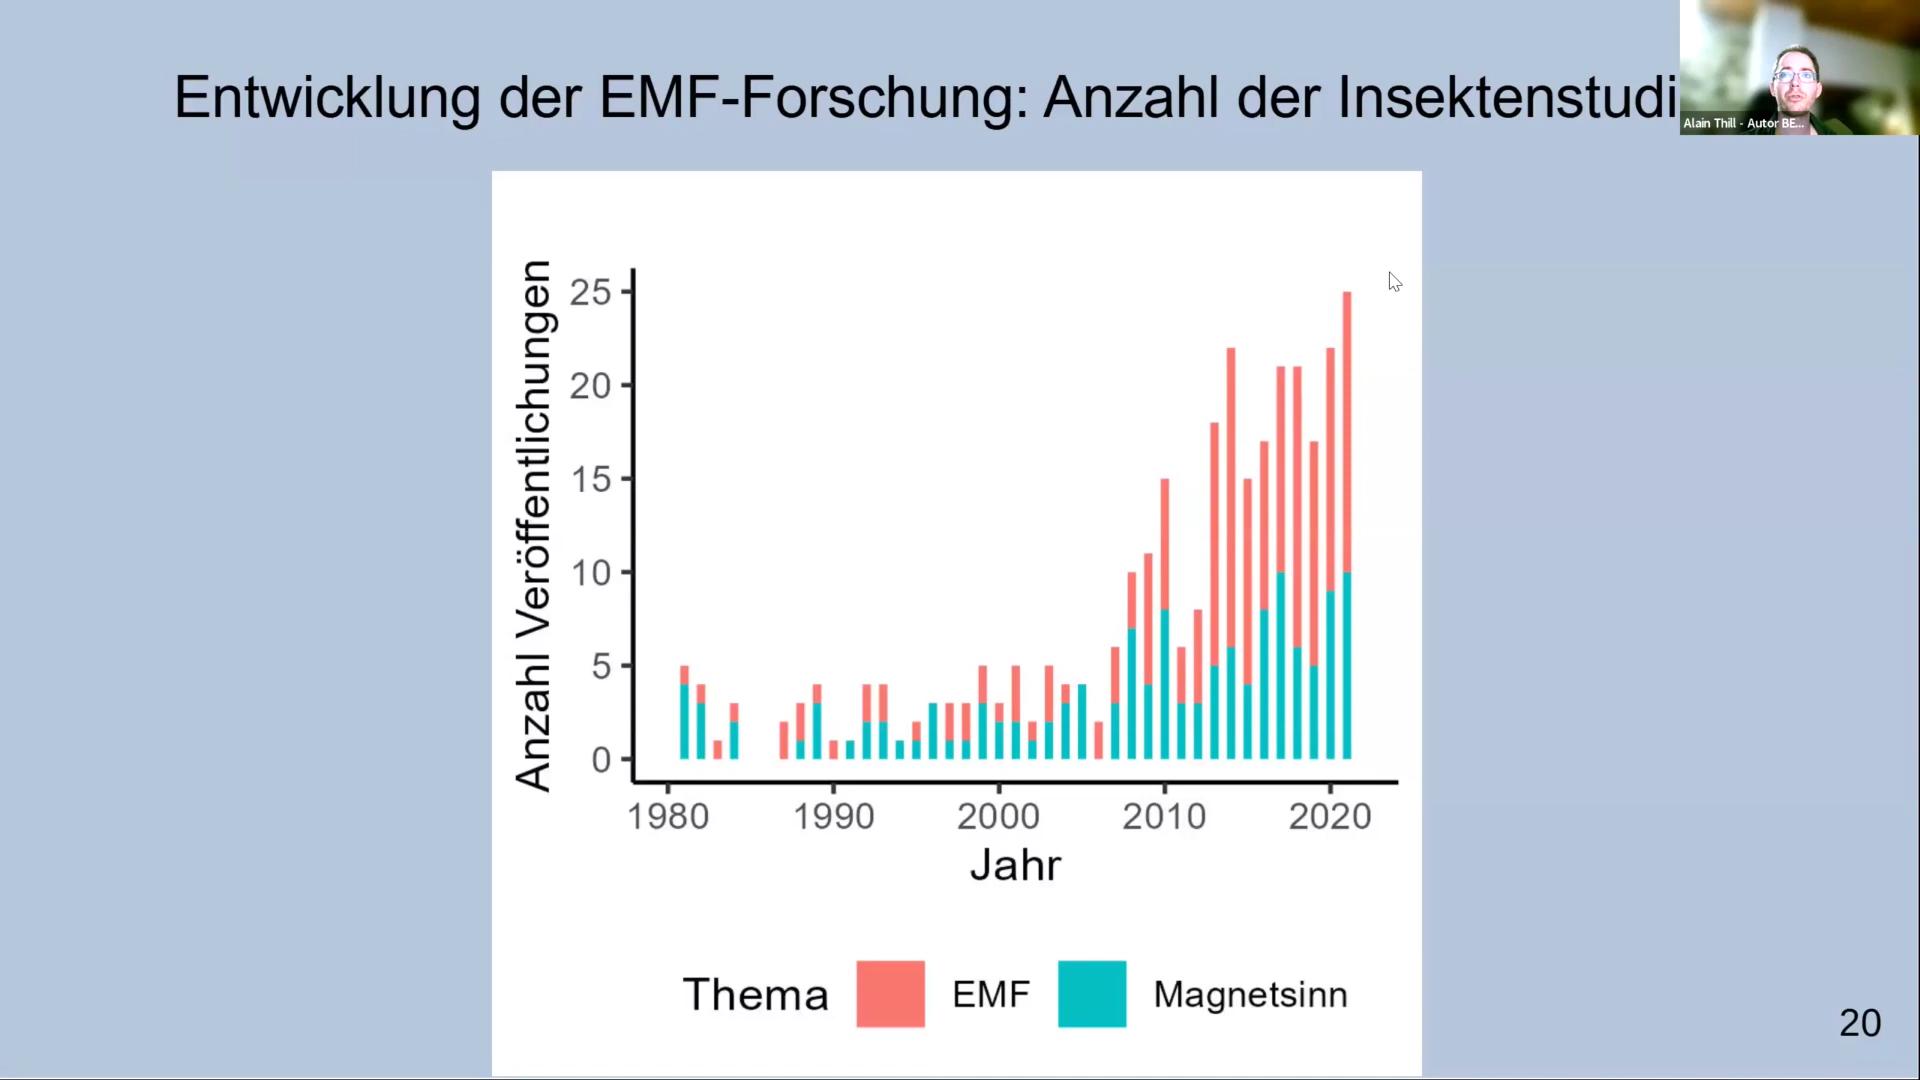 Entwicklung der EMF-Forschung: Anzahl der Insektenstudi
Alain Thill - Autor BE...
Anzahl Veröffentlichungen
25
20
15
10
5
0
1980 1990 2000 2010 2020
Jahr
Thema EMF Magnetsinn
20